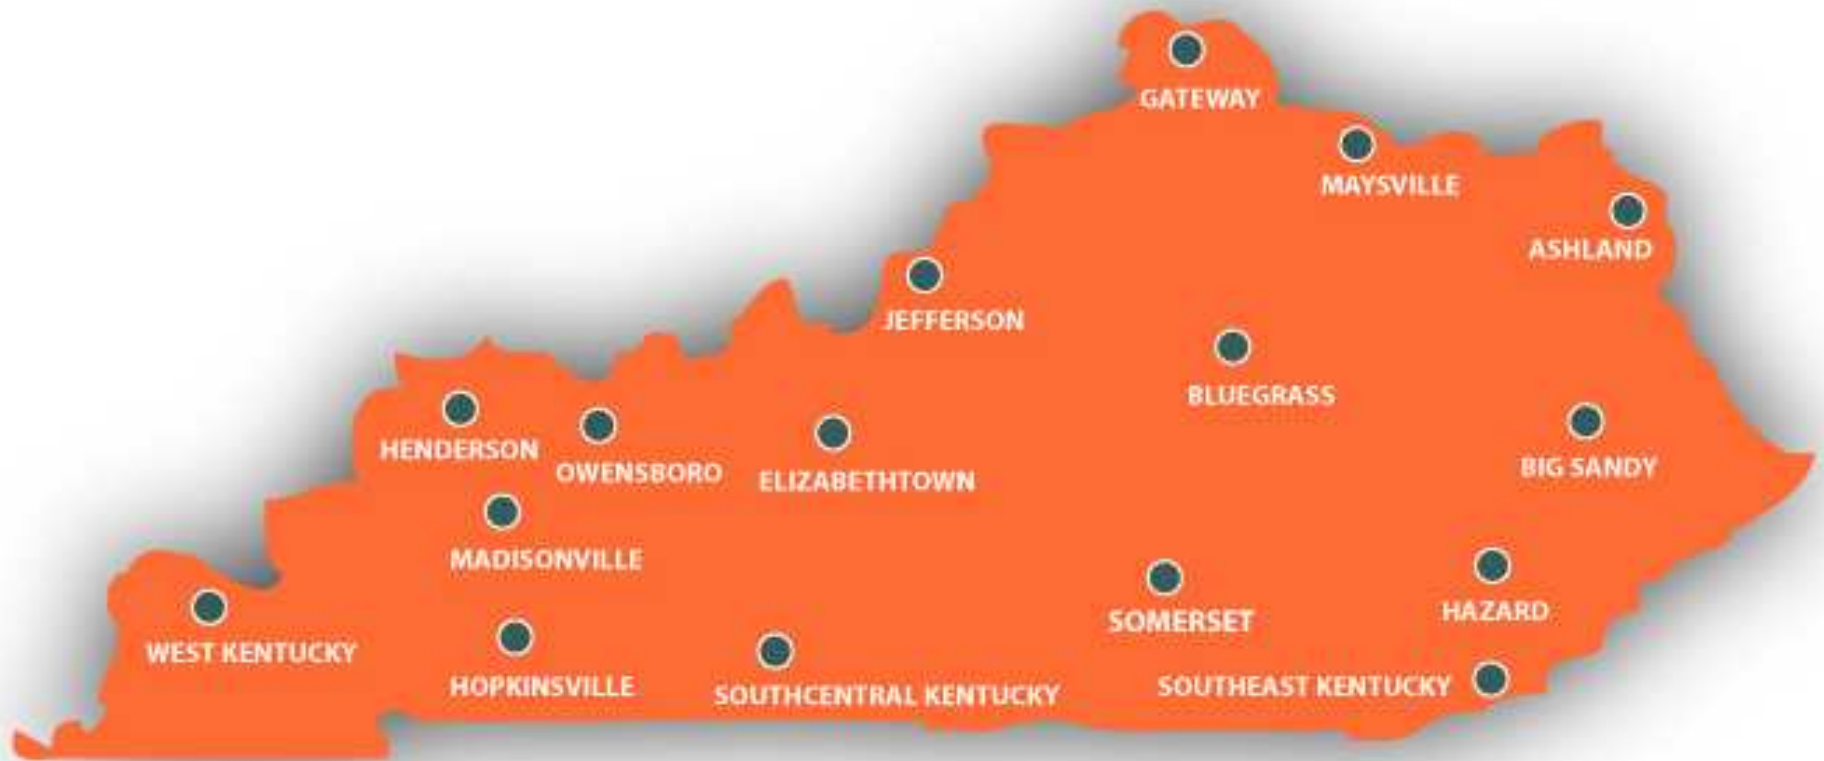 GATEWAY
MAYSVILLE
ASHLAND
JEFFERSON
BLUEGRASS
HENDERSON
OWENSBORO
ELIZABETHTOWN
BIG SANDY
MADISONVILLE
HAZARD
SOMERSET
WEST KENTUCKY
HOPKINSVILLE
SOUTHCENTRAL KENTUCKY
SOUTHEAST KENTUCKY